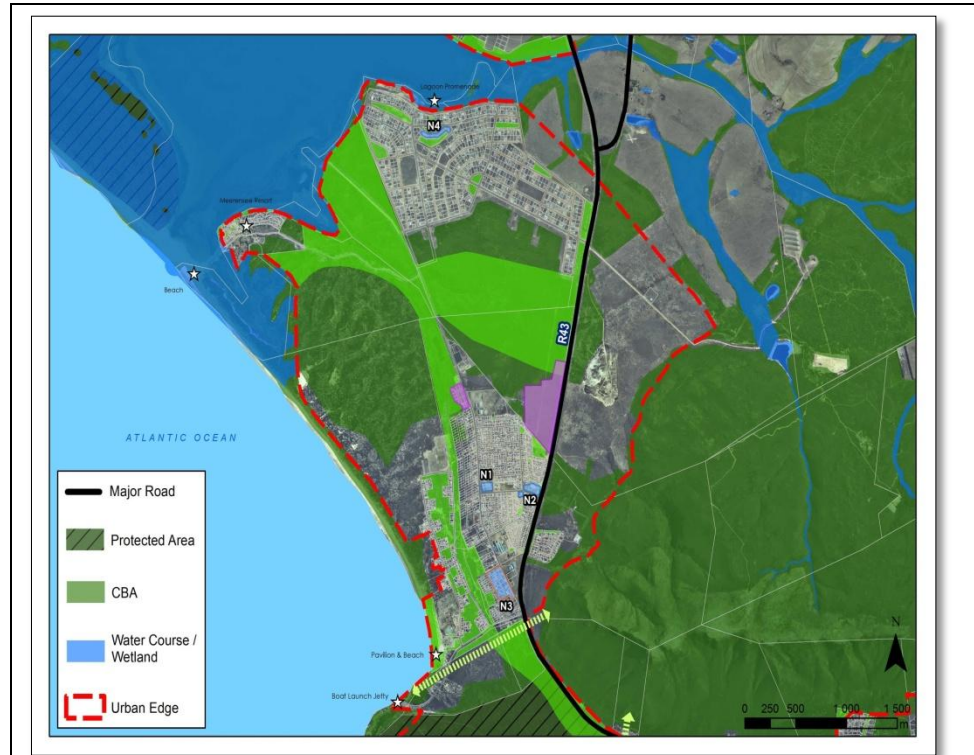 Lagoon Promenade
N4
Meerensee Resort
Beach
R43
ATLANTIC OCEAN
N1
N2
N3
Pavilion & Beach
Boat Launch Jetty
Major Road
Protected Area
CBA
Water Course /
Wetland
Urban Edge
N
0 250 500 1 000 1 500
m